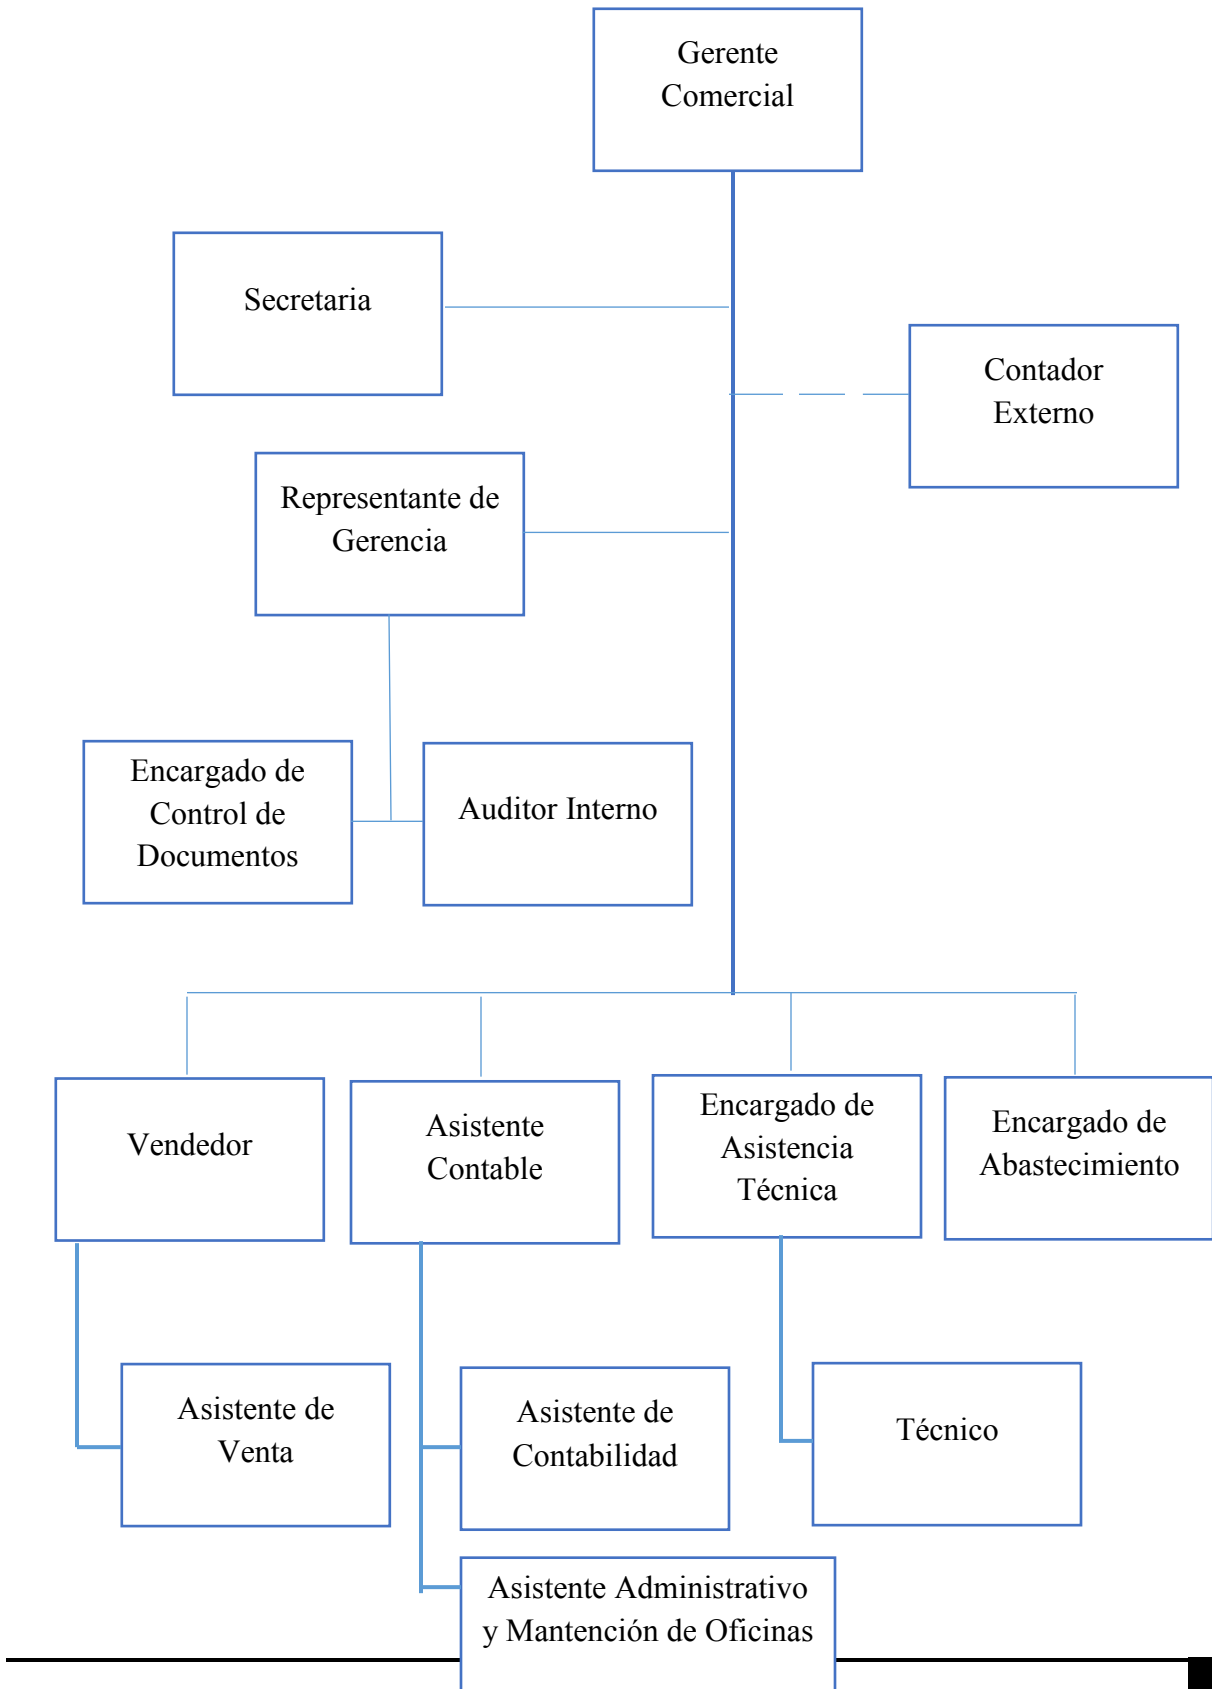 Gerente
Comercial
Secretaria
Contador
Externo
Representante de
Gerencia
Encargado de
Control de
Documentos
Auditor Interno
Vendedor
Asistente
Contable
Encargado de
Asistencia
Técnica
Encargado de
Abastecimiento
Asistente de
Venta
Asistente de
Contabilidad
Técnico
Asistente Administrativo
y Mantención de Oficinas